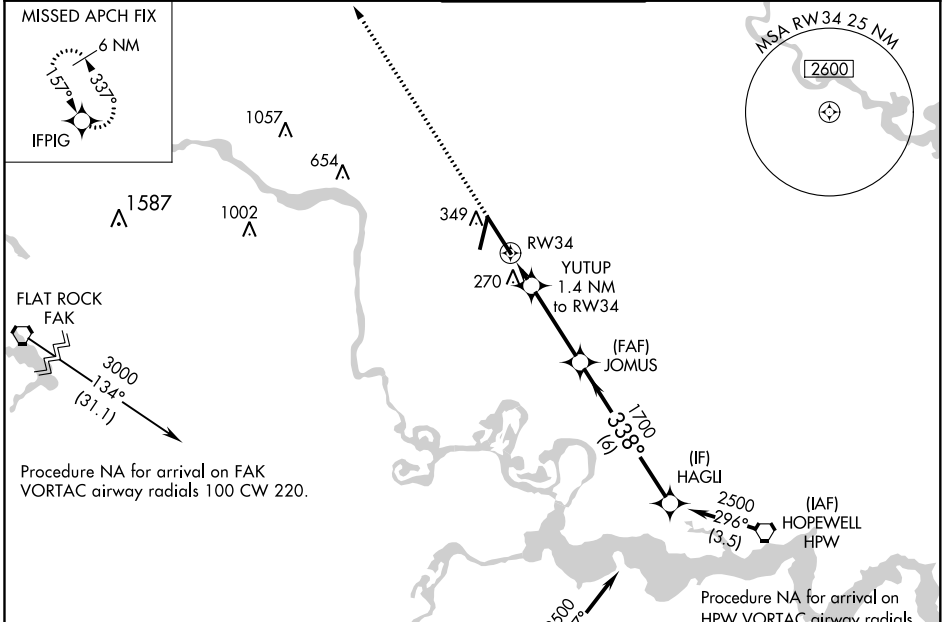 MISSED APCH FIX
6 NM
157°
337°
IFPIG
MSA RW34 25 NM
2600
1057
654
1587
1002
349
RW34
270
YUTUP
1.4 NM
to RW34
FLAT ROCK
FAK
(FAF)
JOMUS
3000
134°
(31.1)
1700
338°
(6)
Procedure NA for arrival on FAK
VORTAC airway radials 100 CW 220.
(IF)
HAGLI
2500
296°
(3.5)
(IAF)
HOPEWELL
HPW
Procedure NA for arrival on
HPW VORTAC airway radials